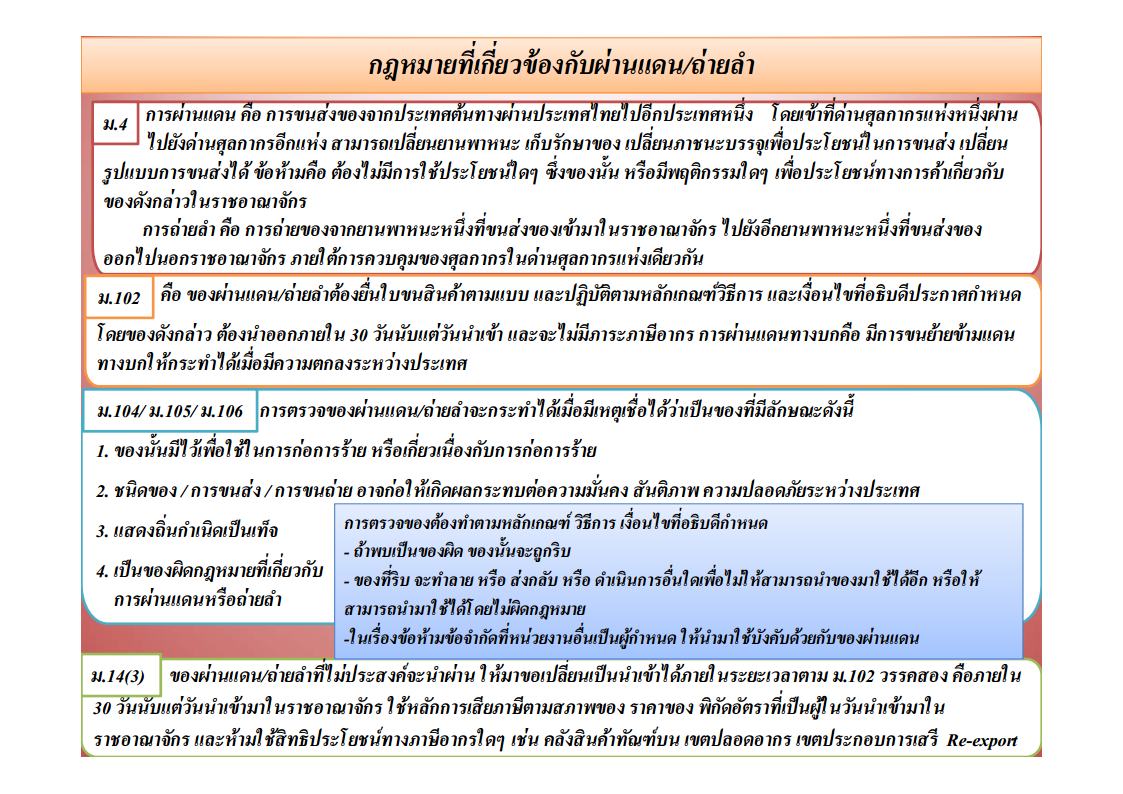 กฎหมายที่เกี่ยวข้องกับผ่านแดน/ถ่ายลำ
ม.4
การผ่านแดน คือ การขนส่งของจากประเทศต้นทางผ่านประเทศไทยไปอีกประเทศหนึ่ง โดยเข้าที่ด่านศุลกากรแห่งหนึ่งผ่าน
ไปยังด่านศุลกากรอีกแห่ง สามารถเปลี่ยนยานพาหนะ เก็บรักษาของ เปลี่ยนภาชนะบรรจุเพื่อประโยชน์ในการขนส่ง เปลี่ยน
รูปแบบการขนส่งได้ ข้อห้ามคือ ต้องไม่มีการใช้ประโยชน์ใดๆ ซึ่งของนั้น หรือมีพฤติกรรมใดๆ เพื่อประโยชน์ทางการค้าเกี่ยวกับ
ของดังกล่าวในราชอาณาจักร
การถ่ายลำ คือ การถ่ายของจากยานพาหนะหนึ่งที่ขนส่งของเข้ามาในราชอาณาจักร ไปยังอีกยานพาหนะหนึ่งที่ขนส่งของ
ออกไปนอกราชอาณาจักร ภายใต้การควบคุมของศุลกากรในด่านศุลกากรแห่งเดียวกัน
ม.102
คือ ของผ่านแดน/ถ่ายลำต้องยื่นใบขนสินค้าตามแบบ และปฏิบัติตามหลักเกณฑ์วิธีการ และเงื่อนไขที่อธิบดีประกาศกำหนด
โดยของดังกล่าว ต้องนำออกภายใน 30 วันนับแต่วันนำเข้า และจะไม่มีภาระภาษีอากร การผ่านแดนทางบกคือ มีการขนย้ายข้ามแดน
ทางบกให้กระทำได้เมื่อมีความตกลงระหว่างประเทศ
ม.104/ ม.105/ ม.106
การตรวจของผ่านแดน/ถ่ายลำจะกระทำได้เมื่อมีเหตุเชื่อได้ว่าเป็นของที่มีลักษณะดังนี้
1. ของนั้นมีไว้เพื่อใช้ในการก่อการร้าย หรือเกี่ยวเนื่องกับการก่อการร้าย
2. ชนิดของ / การขนส่ง / การขนถ่าย อาจก่อให้เกิดผลกระทบต่อความมั่นคง สันติภาพ ความปลอดภัยระหว่างประเทศ
3. แสดงถิ่นกำเนิดเป็นเท็จ
4. เป็นของผิดกฎหมายที่เกี่ยวกับ
การผ่านแดนหรือถ่ายลำ
การตรวจของต้องทำตามหลักเกณฑ์ วิธีการ เงื่อนไขที่อธิบดีกำหนด
- ถ้าพบเป็นของผิด ของนั้นจะถูกริบ
- ของที่ริบ จะทำลาย หรือ ส่งกลับ หรือ ดำเนินการอื่นใดเพื่อไม่ให้สามารถนำของมาใช้ได้อีก หรือให้
สามารถนำมาใช้ได้โดยไม่ผิดกฎหมาย
-ในเรื่องข้อห้ามข้อจำกัดที่หน่วยงานอื่นเป็นผู้กำหนด ให้นำมาใช้บังคับด้วยกับของผ่านแดน
ม.14(3)
ของผ่านแดน/ถ่ายลำที่ไม่ประสงค์จะนำผ่าน ให้มาขอเปลี่ยนเป็นนำเข้าได้ภายในระยะเวลาตาม ม.102 วรรคสอง คือภายใน
30 วันนับแต่วันนำเข้ามาในราชอาณาจักร ใช้หลักการเสียภาษีตามสภาพของ ราคาของ พิกัดอัตราที่เป็นผู้ในวันนำเข้ามาใน
ราชอาณาจักร และห้ามใช้สิทธิประโยชน์ทางภาษีอากรใดๆ เช่น คลังสินค้าทัณฑ์บน เขตปลอดอากร เขตประกอบการเสรี Re-export